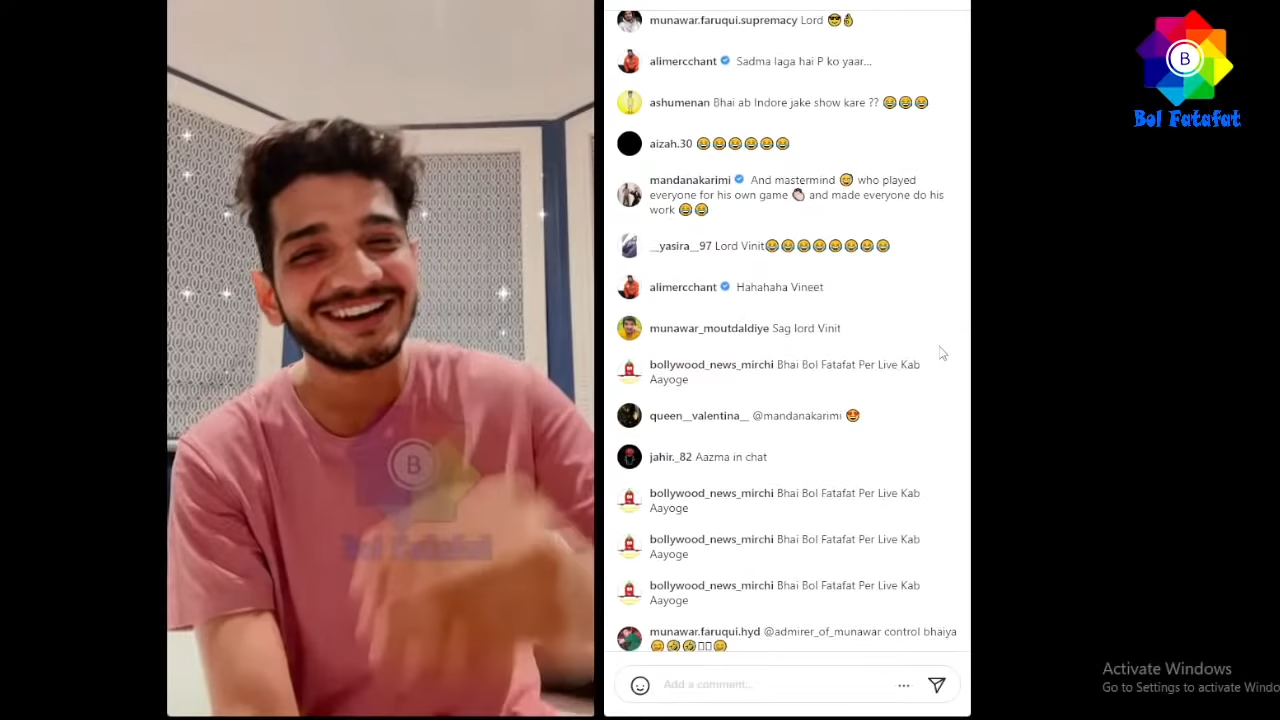 munawar.faruqui.supremacy Lord 😎👌
alimercchant Sadma laga hai P ko yaar...
ashumenan Bhai ab Indore jake show kare ?? 😂😂😂
aizah.30 😂😂😂😂😂😂
mandanakarimi And mastermind 😅 who played
everyone for his own game 👏🏻 and made everyone do his
work 😂😂
__yasira__97 Lord Vinit😂😂😂😂😂😂😂😂
alimercchant Hahahaha Vineet
munawar_moutdaldiye Sag lord Vinit
bollywood_news_mirchi Bhai Bol Fatafat Per Live Kab
Aayoge
queen__valentina__ @mandanakarimi 😍
jahir._82 Aazma in chat
bollywood_news_mirchi Bhai Bol Fatafat Per Live Kab
Aayoge
bollywood_news_mirchi Bhai Bol Fatafat Per Live Kab
Aayoge
bollywood_news_mirchi Bhai Bol Fatafat Per Live Kab
Aayoge
munawar.faruqui.hyd @admirer_of_munawar control bhaiya
Add a comment...
B
Bol Fatafat
B
Bol Fatafat
Activate Windows
Go to Settings to activate Windo